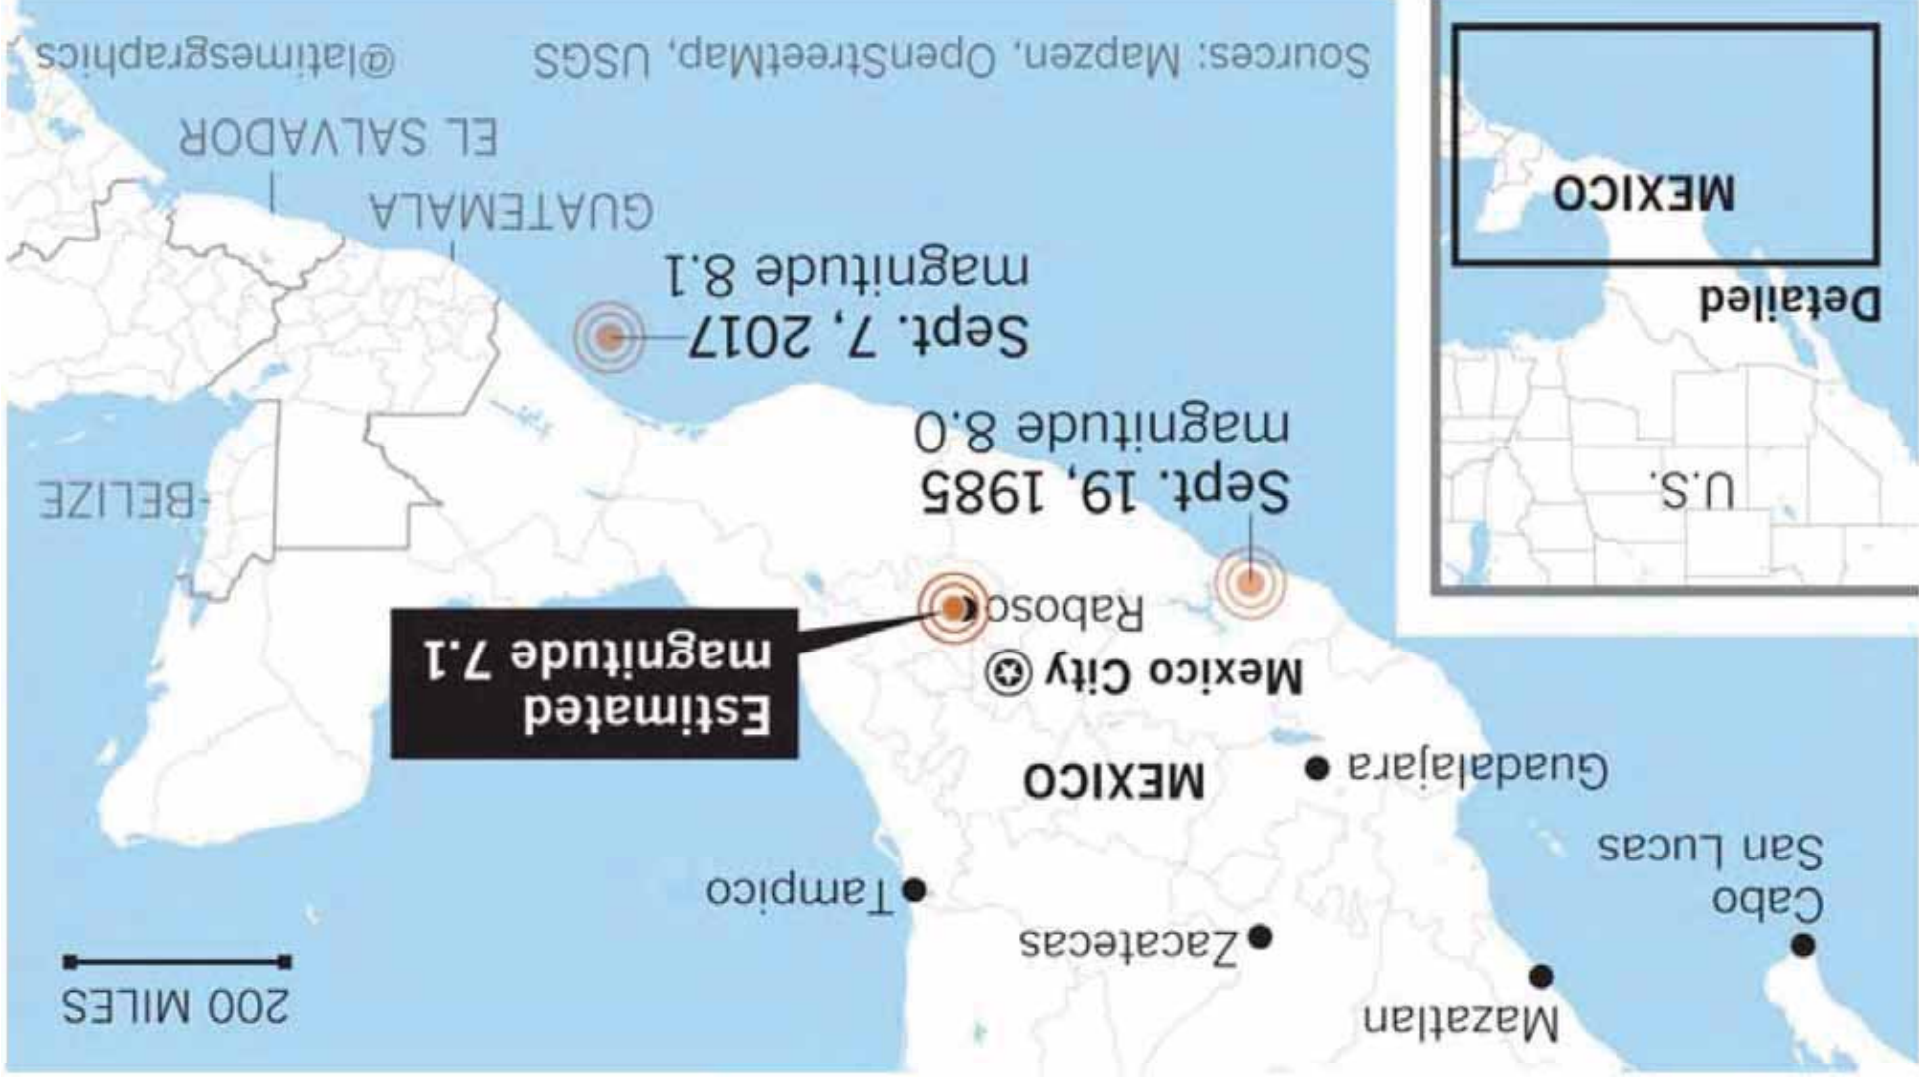 200 MILES
Mazatlan
Cabo
San Lucas
Zacatecas
Tampico
Guadalajara
MEXICO
Estimated
magnitude 7.1
Mexico City
Raboso
Sept. 19, 1985
magnitude 8.0
BELIZE
Sept. 7, 2017
magnitude 8.1
GUATEMALA
EL SALVADOR
U.S.
Detailed
MEXICO
Sources: Mapzen, OpenStreetMap, USGS
@latimesgraphics